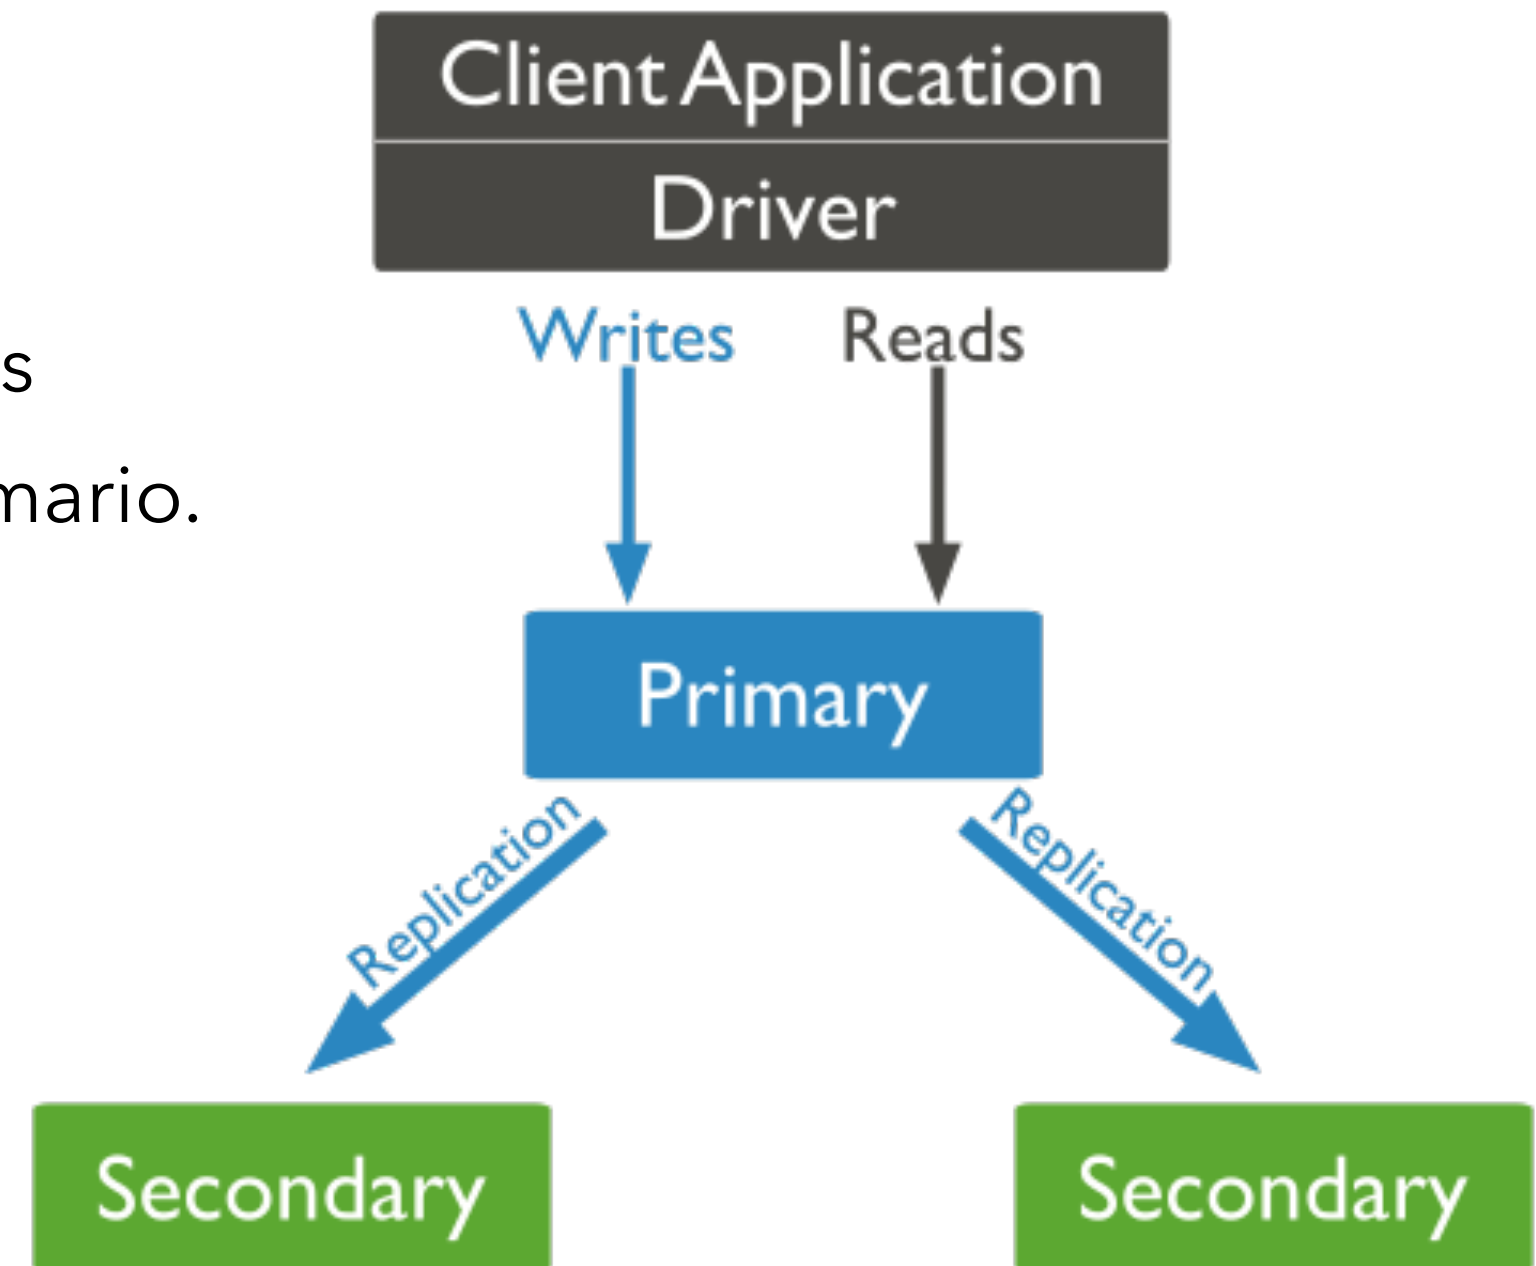 Client Application
Driver
Writes Reads
s
mario.
Primary
Replication Replication
Secondary Secondary